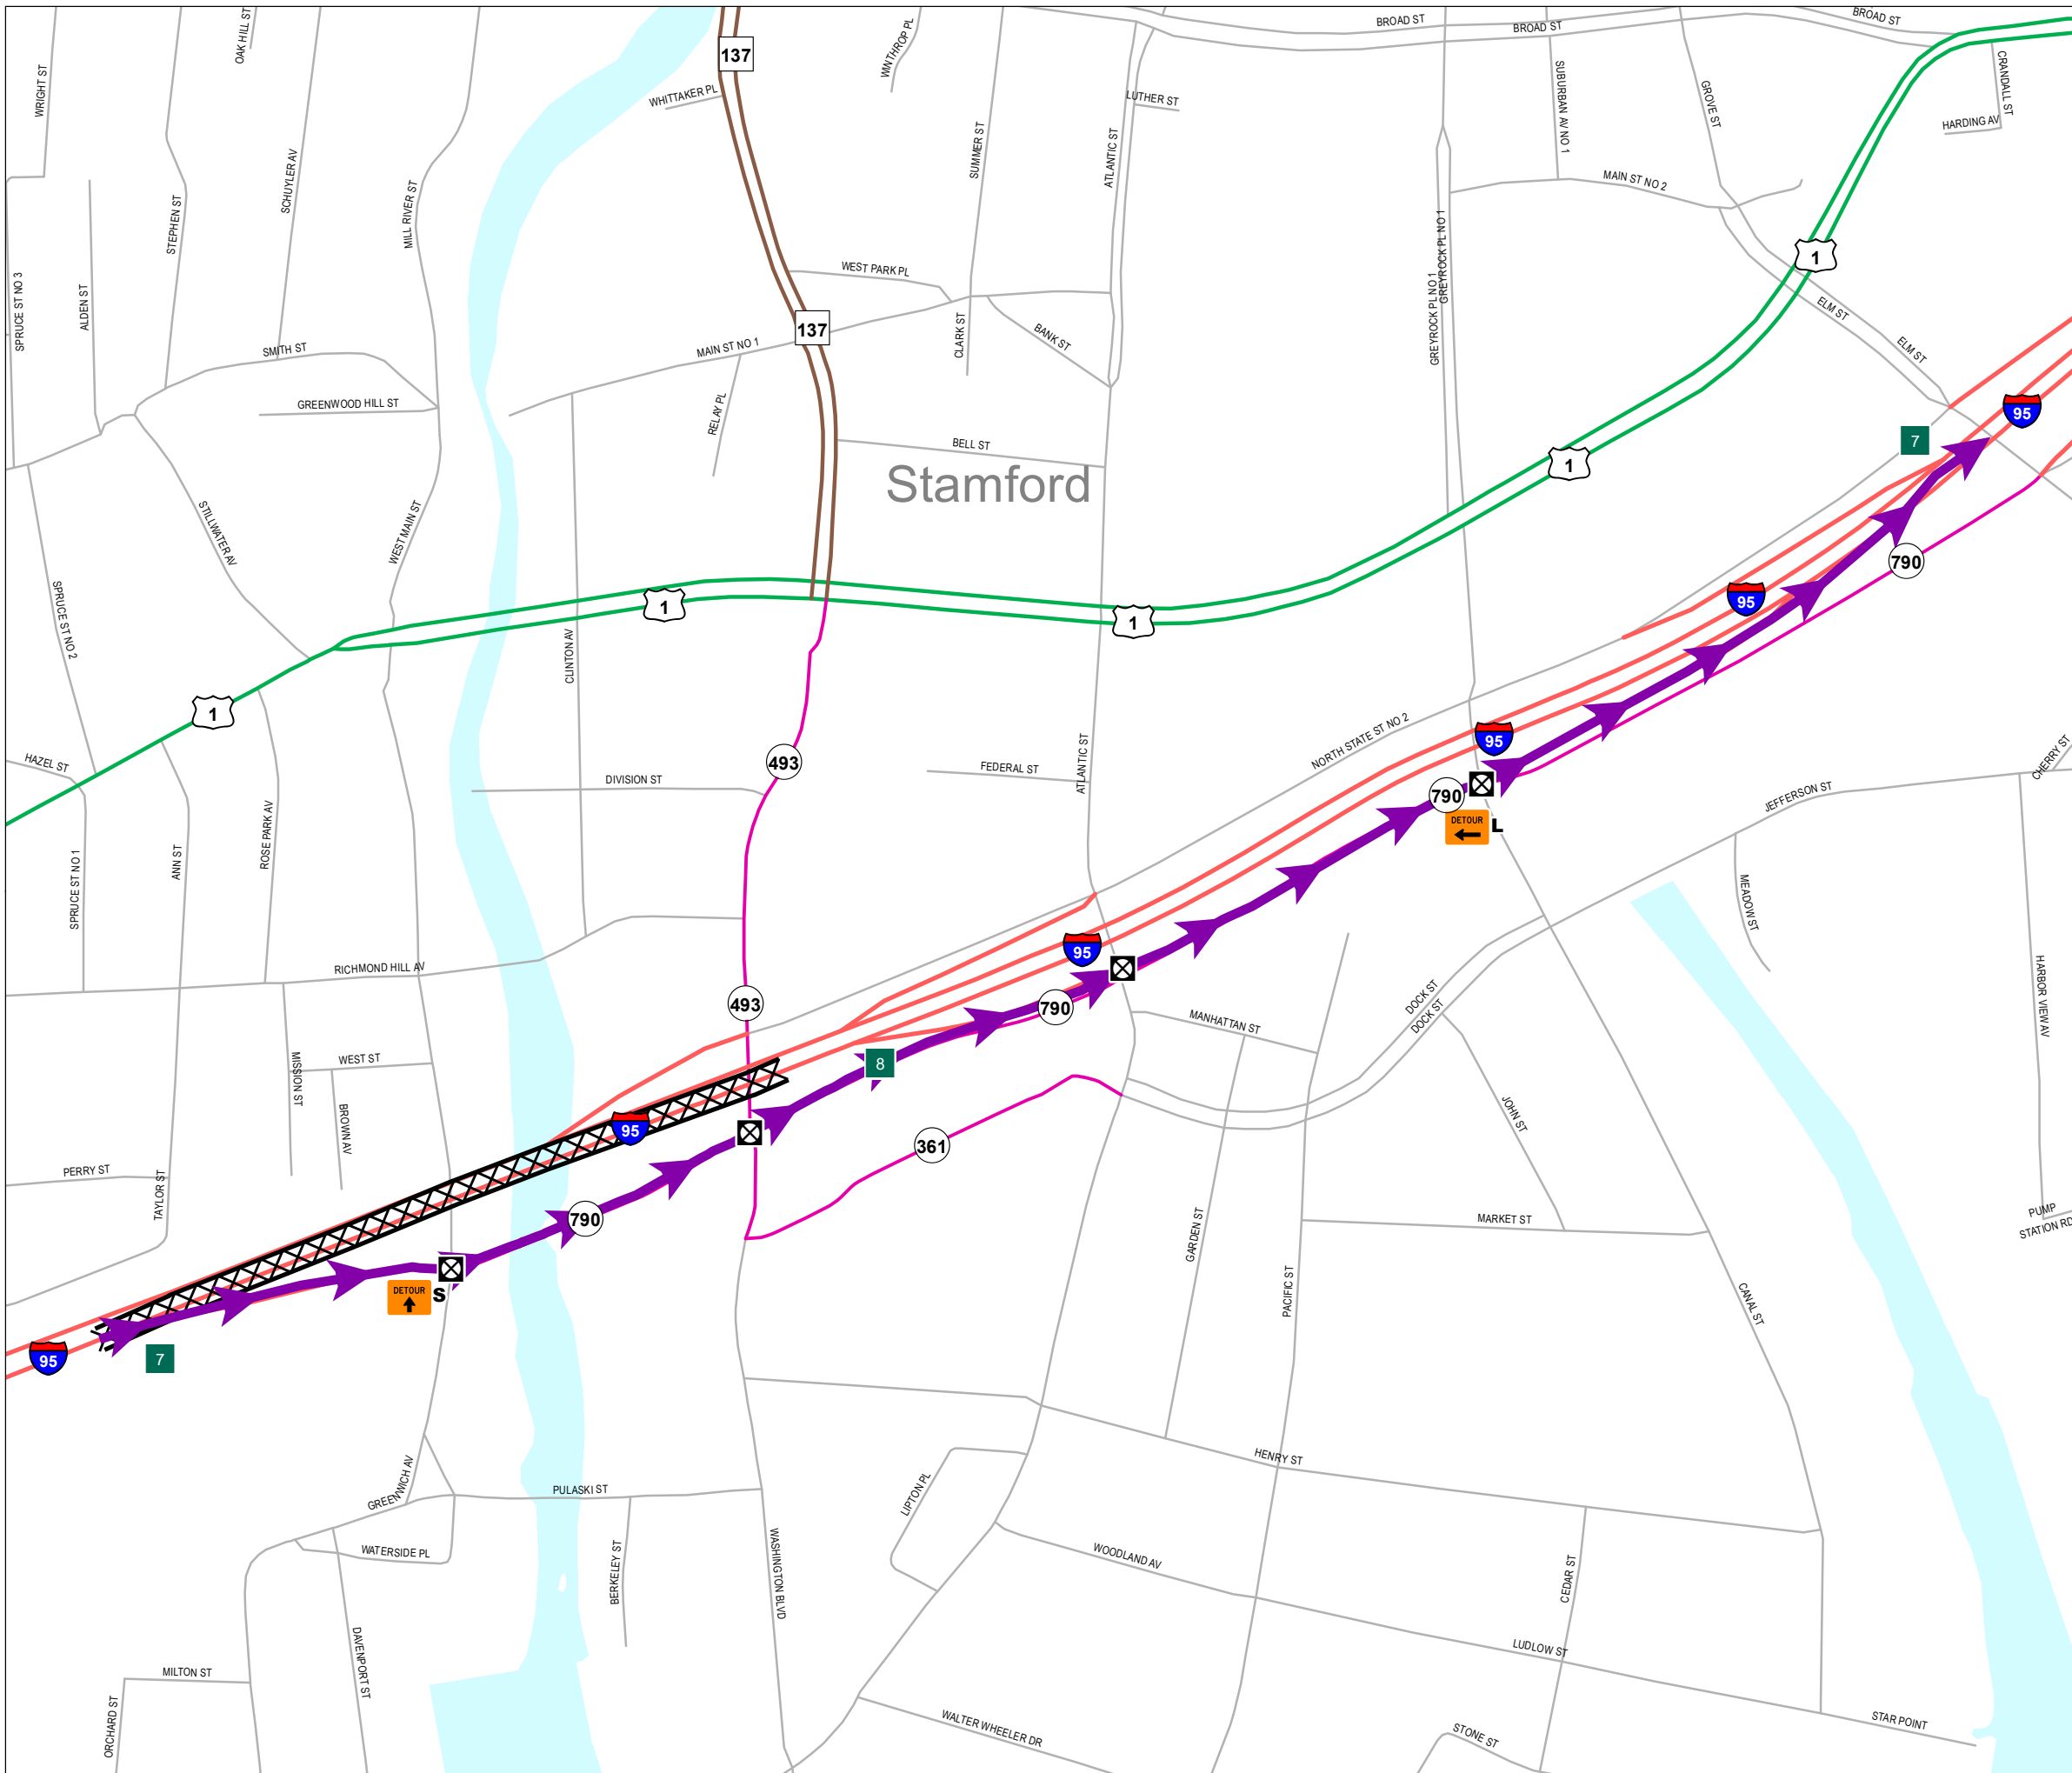 OAK HILL ST
WRIGHT ST
137
WHITTAKER PL
WINTHROP PL
BROAD ST
BROAD ST
BROAD ST
LUTHER ST
SUBURBAN AV NO 1
GROVE ST
CRANDALL ST
HARDING AV
SCHUYLER AV
STEPHEN ST
MILL RIVER ST
SUMMER ST
ATLANTIC ST
MAIN ST NO 2
GREYROCK PL NO 1
GREYROCK PL NO 1
1
ELM ST
ELM ST
SPRUCE ST NO 3
ALDEN ST
WEST PARK PL
137
SMITH ST
MAIN ST NO 1
CLARK ST
BANK ST
GREENWOOD HILL ST
RELAY PL
BELL ST
Stamford
95
7
1
STILLWATER AV
WEST MAIN ST
790
SPRUCE ST NO 2
1
1
95
CLINTON AV
1
HAZEL ST
493
DIVISION ST
FEDERAL ST
ATLANTIC ST
NORTH STATE ST NO 2
95
790
DETOUR
L
JEFFERSON ST
CHERRY ST
SPRUCE ST NO 1
ANN ST
ROSE PARK AV
MEADOW ST
HARBOR VIEW AV
RICHMOND HILL AV
95
493
790
DOCK ST
DOCK ST
MANHATTAN ST
8
WEST ST
MISSION ST
BROWN AV
95
361
JOHN ST
PERRY ST
TAYLOR ST
790
GARDEN ST
MARKET ST
PUMP
STATION RD
DETOUR
S
PACIFIC ST
CANAL ST
95
7
HENRY ST
GREENWICH AV
PULASKI ST
LIPTON PL
WATERSIDE PL
BERKELEY ST
WASHINGTON BLVD
WOODLAND AV
CEDAR ST
DAVENPORT ST
LUDLOW ST
MILTON ST
ORCHARD ST
WALTER WHEELER DR
STONE ST
STAR POINT